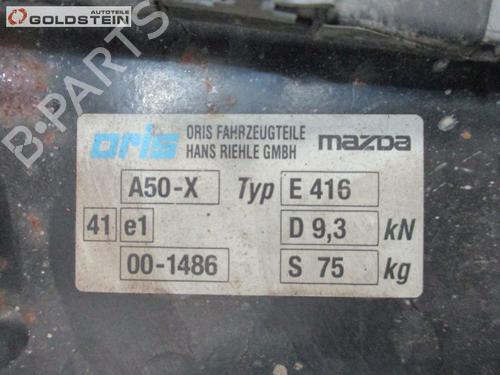 AUTOTEILE
GOLDSTEIN
B-PARTS
oris ORIS FAHRZEUGTEILE
HANS RIEHLE GMBH
mazda
A50-X Typ E 416
41 e1 D 9,3 kN
00-1486 S 75 kg